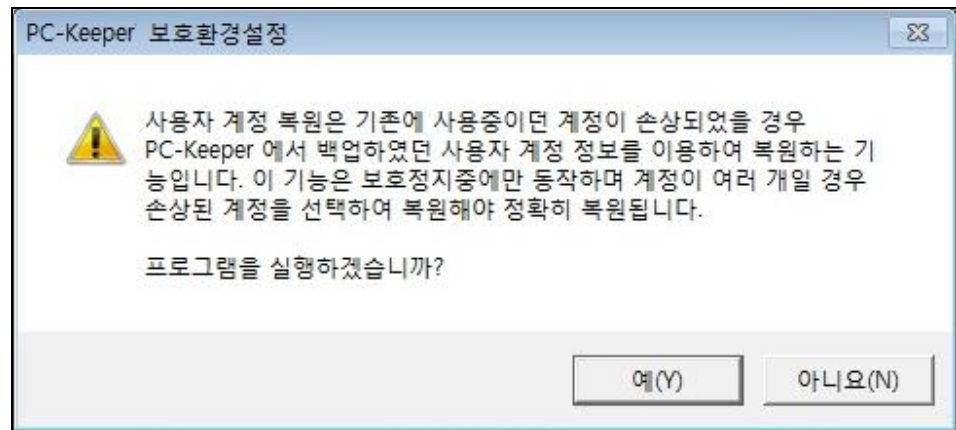 PC-Keeper 보호환경설정
사용자 계정 복원은 기존에 사용중이던 계정이 손상되었을 경우
PC-Keeper 에서 백업하였던 사용자 계정 정보를 이용하여 복원하는 기
능입니다. 이 기능은 보호정지중에만 동작하며 계정이 여러 개일 경우
손상된 계정을 선택하여 복원해야 정확히 복원됩니다.
프로그램을 실행하겠습니까?
예(Y)
아니요(N)